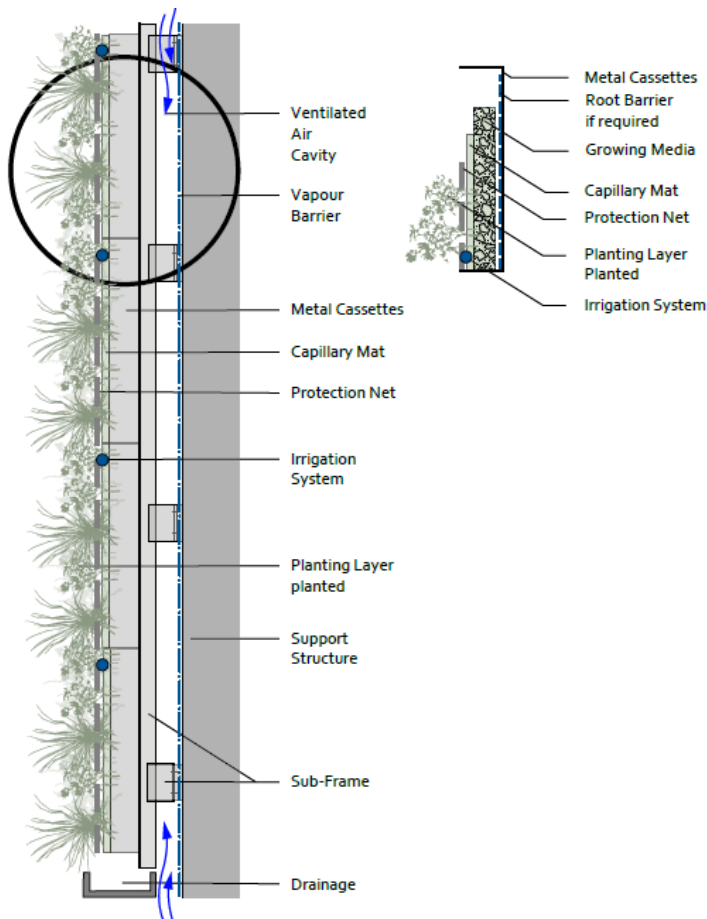 Ventilated
Air
Cavity
Vapour
Barrier
Metal Cassettes
Capillary Mat
Protection Net
Irrigation
System
Planting Layer
planted
Support
Structure
Sub-Frame
Drainage
Metal Cassettes
Root Barrier
if required
Growing Media
Capillary Mat
Protection Net
Planting Layer
Planted
Irrigation System